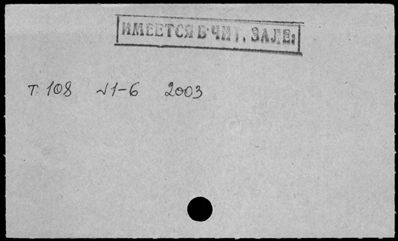 ИМЕЕТСЯ В ЧИТ. ЗАЛЕ:
Т. 108 №1-6 2003